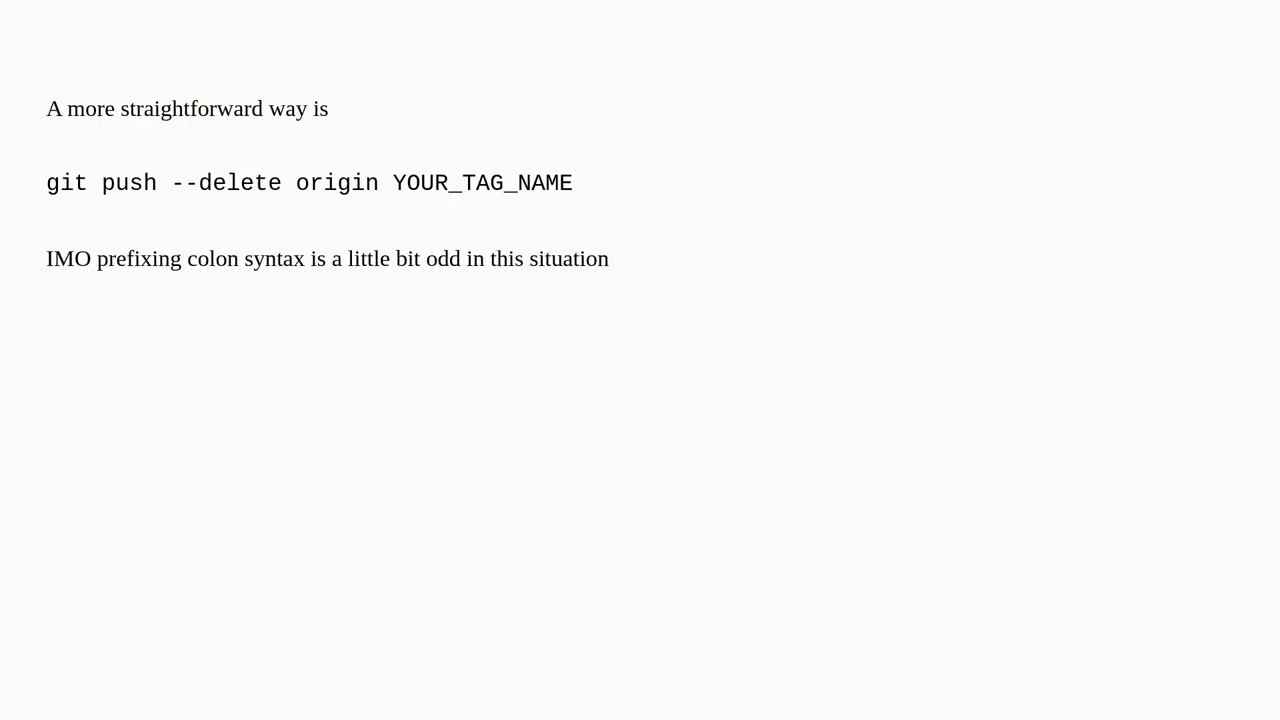 A more straightforward way is
git push --delete origin YOUR_TAG_NAME
IMO prefixing colon syntax is a little bit odd in this situation